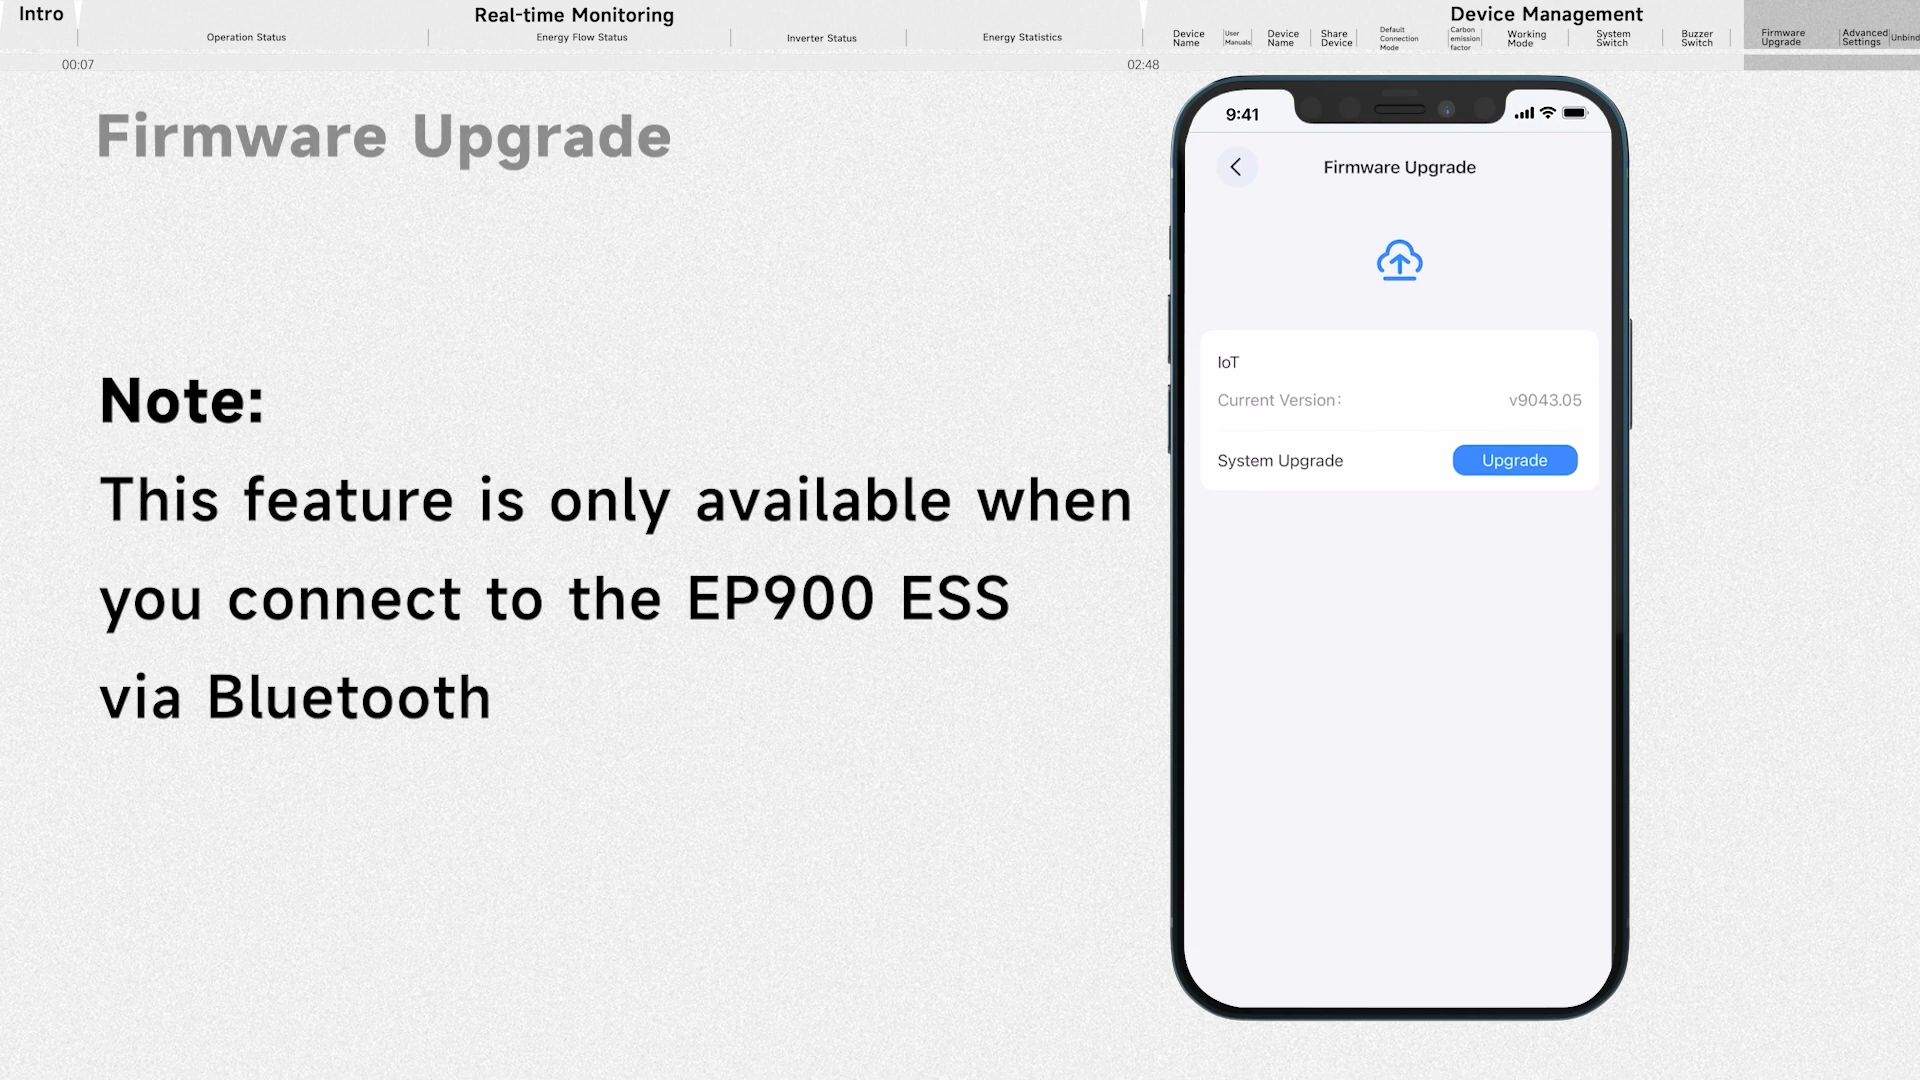 Intro
Real-time Monitoring
Device Management
Operation Status
Energy Flow Status
Inverter Status
Energy Statistics
Device
Name
User
Manuals
Device
Name
Share
Device
Default
Connection
Mode
Carbon
emission
factor
Working
Mode
System
Switch
Buzzer
Switch
Firmware
Upgrade
Advanced
Settings
Unbind
00:07
02:48
Firmware Upgrade
Note:
This feature is only available when
you connect to the EP900 ESS
via Bluetooth
9:41
Firmware Upgrade
IoT
Current Version: v9043.05
System Upgrade Upgrade